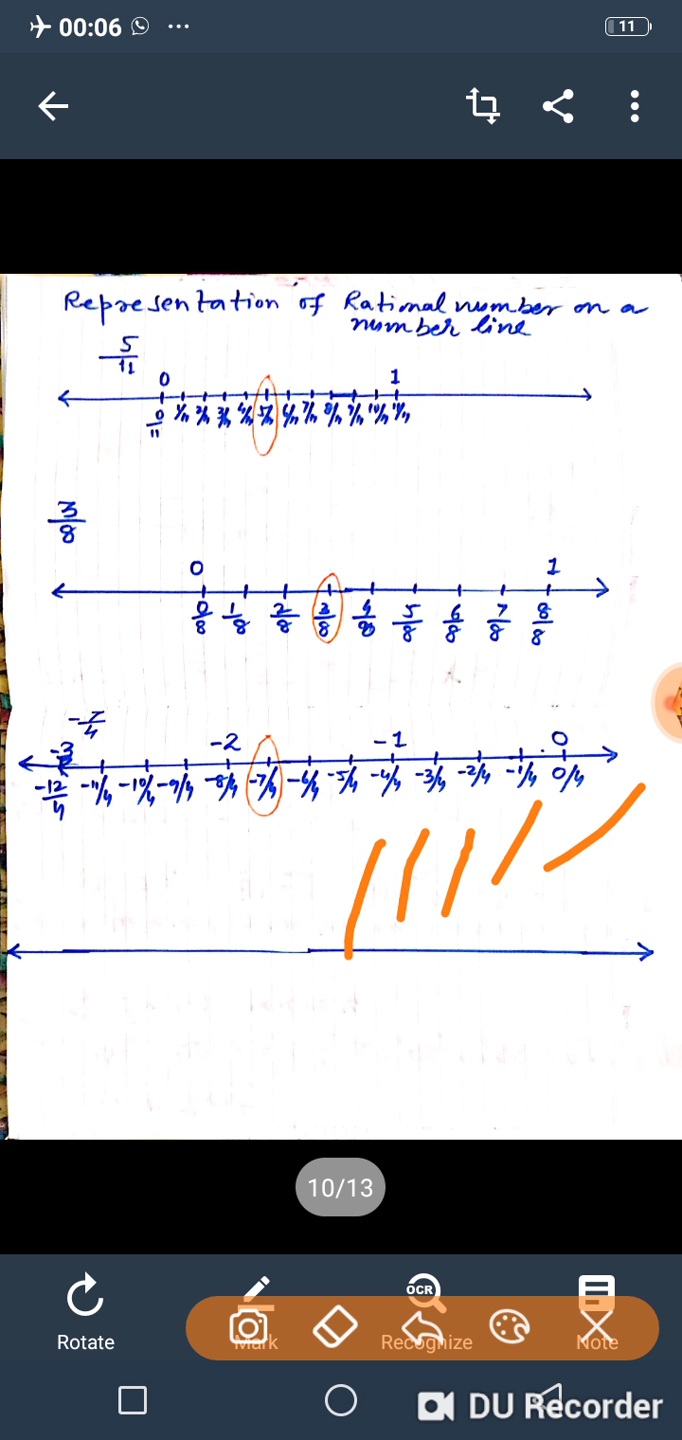 00:06 ... 11
Representation of Rational number on a
number line
5/11
0 1
0/11 1/11 2/11 3/11 4/11 5/11 6/11 7/11 8/11 9/11 10/11 11/11
3/8
0 1
0/8 1/8 2/8 3/8 4/8 5/8 6/8 7/8 8/8
-7/4
-3 -2 -1 0
-12/4 -11/4 -10/4 -9/4 -8/4 -7/4 -6/4 -5/4 -4/4 -3/4 -2/4 -1/4 0/4
10/13
OCR
Rotate Mark Recognize Note
DU Recorder